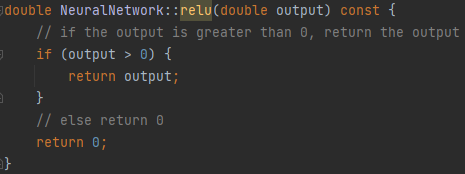 double NeuralNetwork::relu(double output) const {
    // if the output is greater than 0, return the output
    if (output > 0) {
        return output;
    }
    // else return 0
    return 0;
}